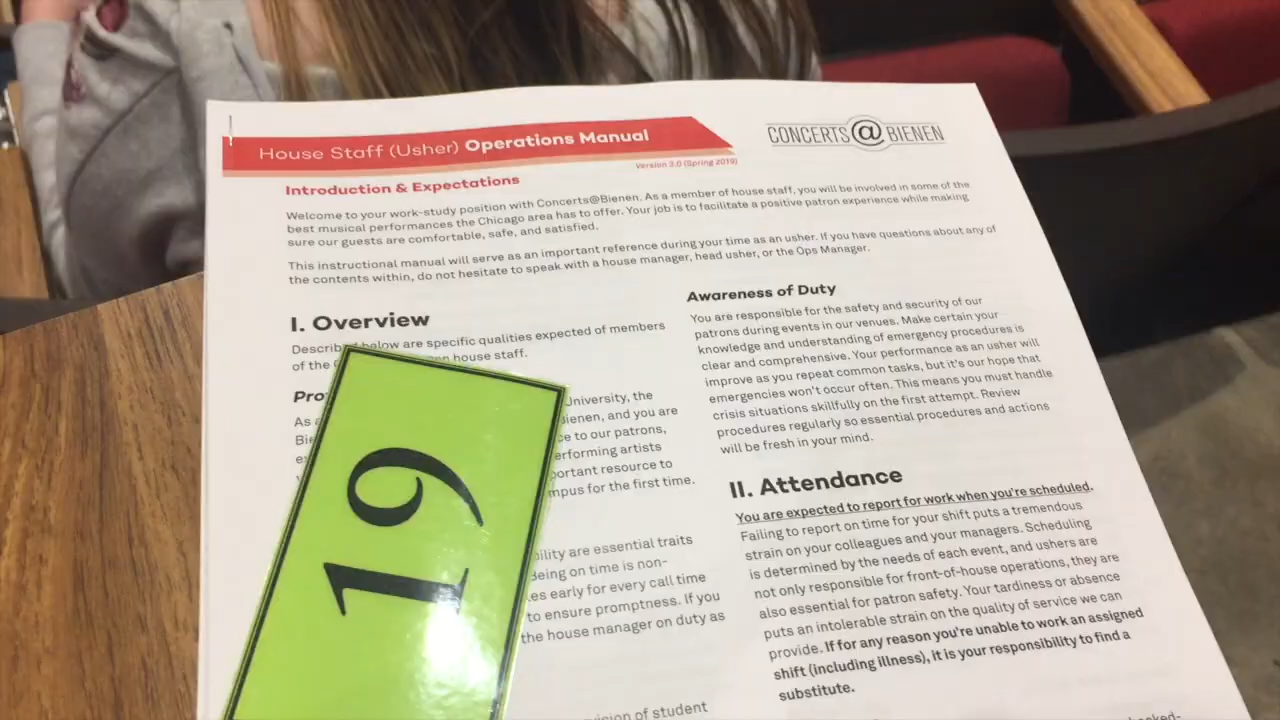 House Staff (Usher) Operations Manual
CONCERTS@BIENEN
Version 3.0 (Spring 2019)
Introduction & Expectations
Welcome to your work-study position with Concerts@Bienen. As a member of house staff, you will be involved in some of the
best musical performances the Chicago area has to offer. Your job is to facilitate a positive patron experience while making
sure our guests are comfortable, safe, and satisfied.
This instructional manual will serve as an important reference during your time as an usher. If you have questions about any of
the contents within, do not hesitate to speak with a house manager, head usher, or the Ops Manager.
I. Overview
Described below are specific qualities expected of members
of the house staff.
University, the
and you are
to our patrons,
performing artists
resource to
for the first time.
are essential traits
Being on time is non-
early for every call time
to ensure promptness. If you
the house manager on duty as
of student
19
Awareness of Duty
You are responsible for the safety and security of our
patrons during events in our venues. Make certain your
knowledge and understanding of emergency procedures is
clear and comprehensive. Your performance as an usher will
improve as you repeat common tasks, but it's our hope that
emergencies won't occur often. This means you must handle
crisis situations skillfully on the first attempt. Review
procedures regularly so essential procedures and actions
will be fresh in your mind.
II. Attendance
You are expected to report for work when you're scheduled.
Failing to report on time for your shift puts a tremendous
strain on your colleagues and your managers. Scheduling
is determined by the needs of each event, and ushers are
not only responsible for front-of-house operations, they are
also essential for patron safety. Your tardiness or absence
puts an intolerable strain on the quality of service we can
provide. If for any reason you're unable to work an assigned
shift (including illness), it is your responsibility to find a
substitute.